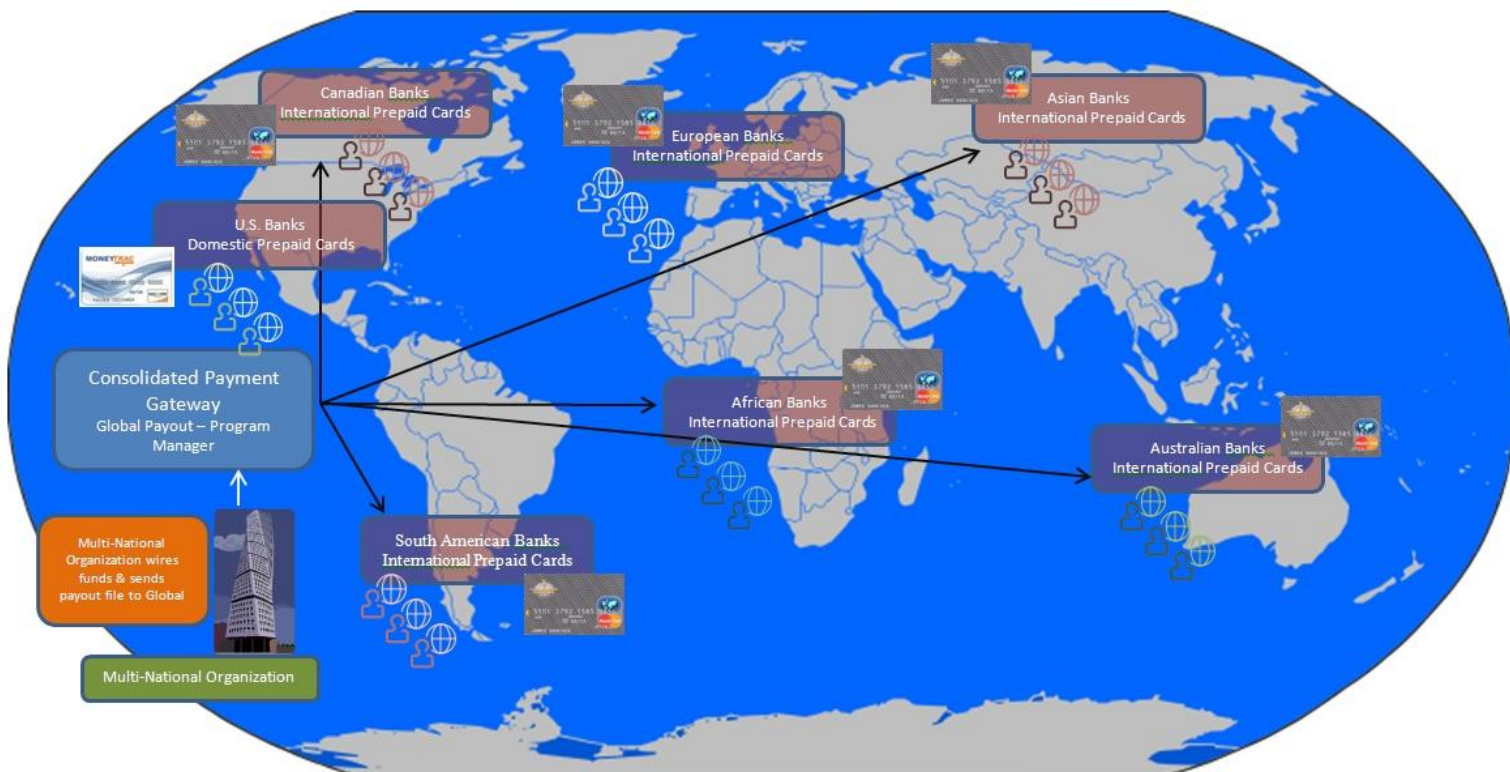 Canadian Banks
International Prepaid Cards
Asian Banks
International Prepaid Cards
European Banks
International Prepaid Cards
U.S. Banks
Domestic Prepaid Cards
MONEYTRAC
Consolidated Payment
Gateway
Global Payout – Program
Manager
African Banks
International Prepaid Cards
Australian Banks
International Prepaid Cards
South American Banks
International Prepaid Cards
Multi-National
Organization wires
funds & sends
payout file to Global
Multi-National Organization